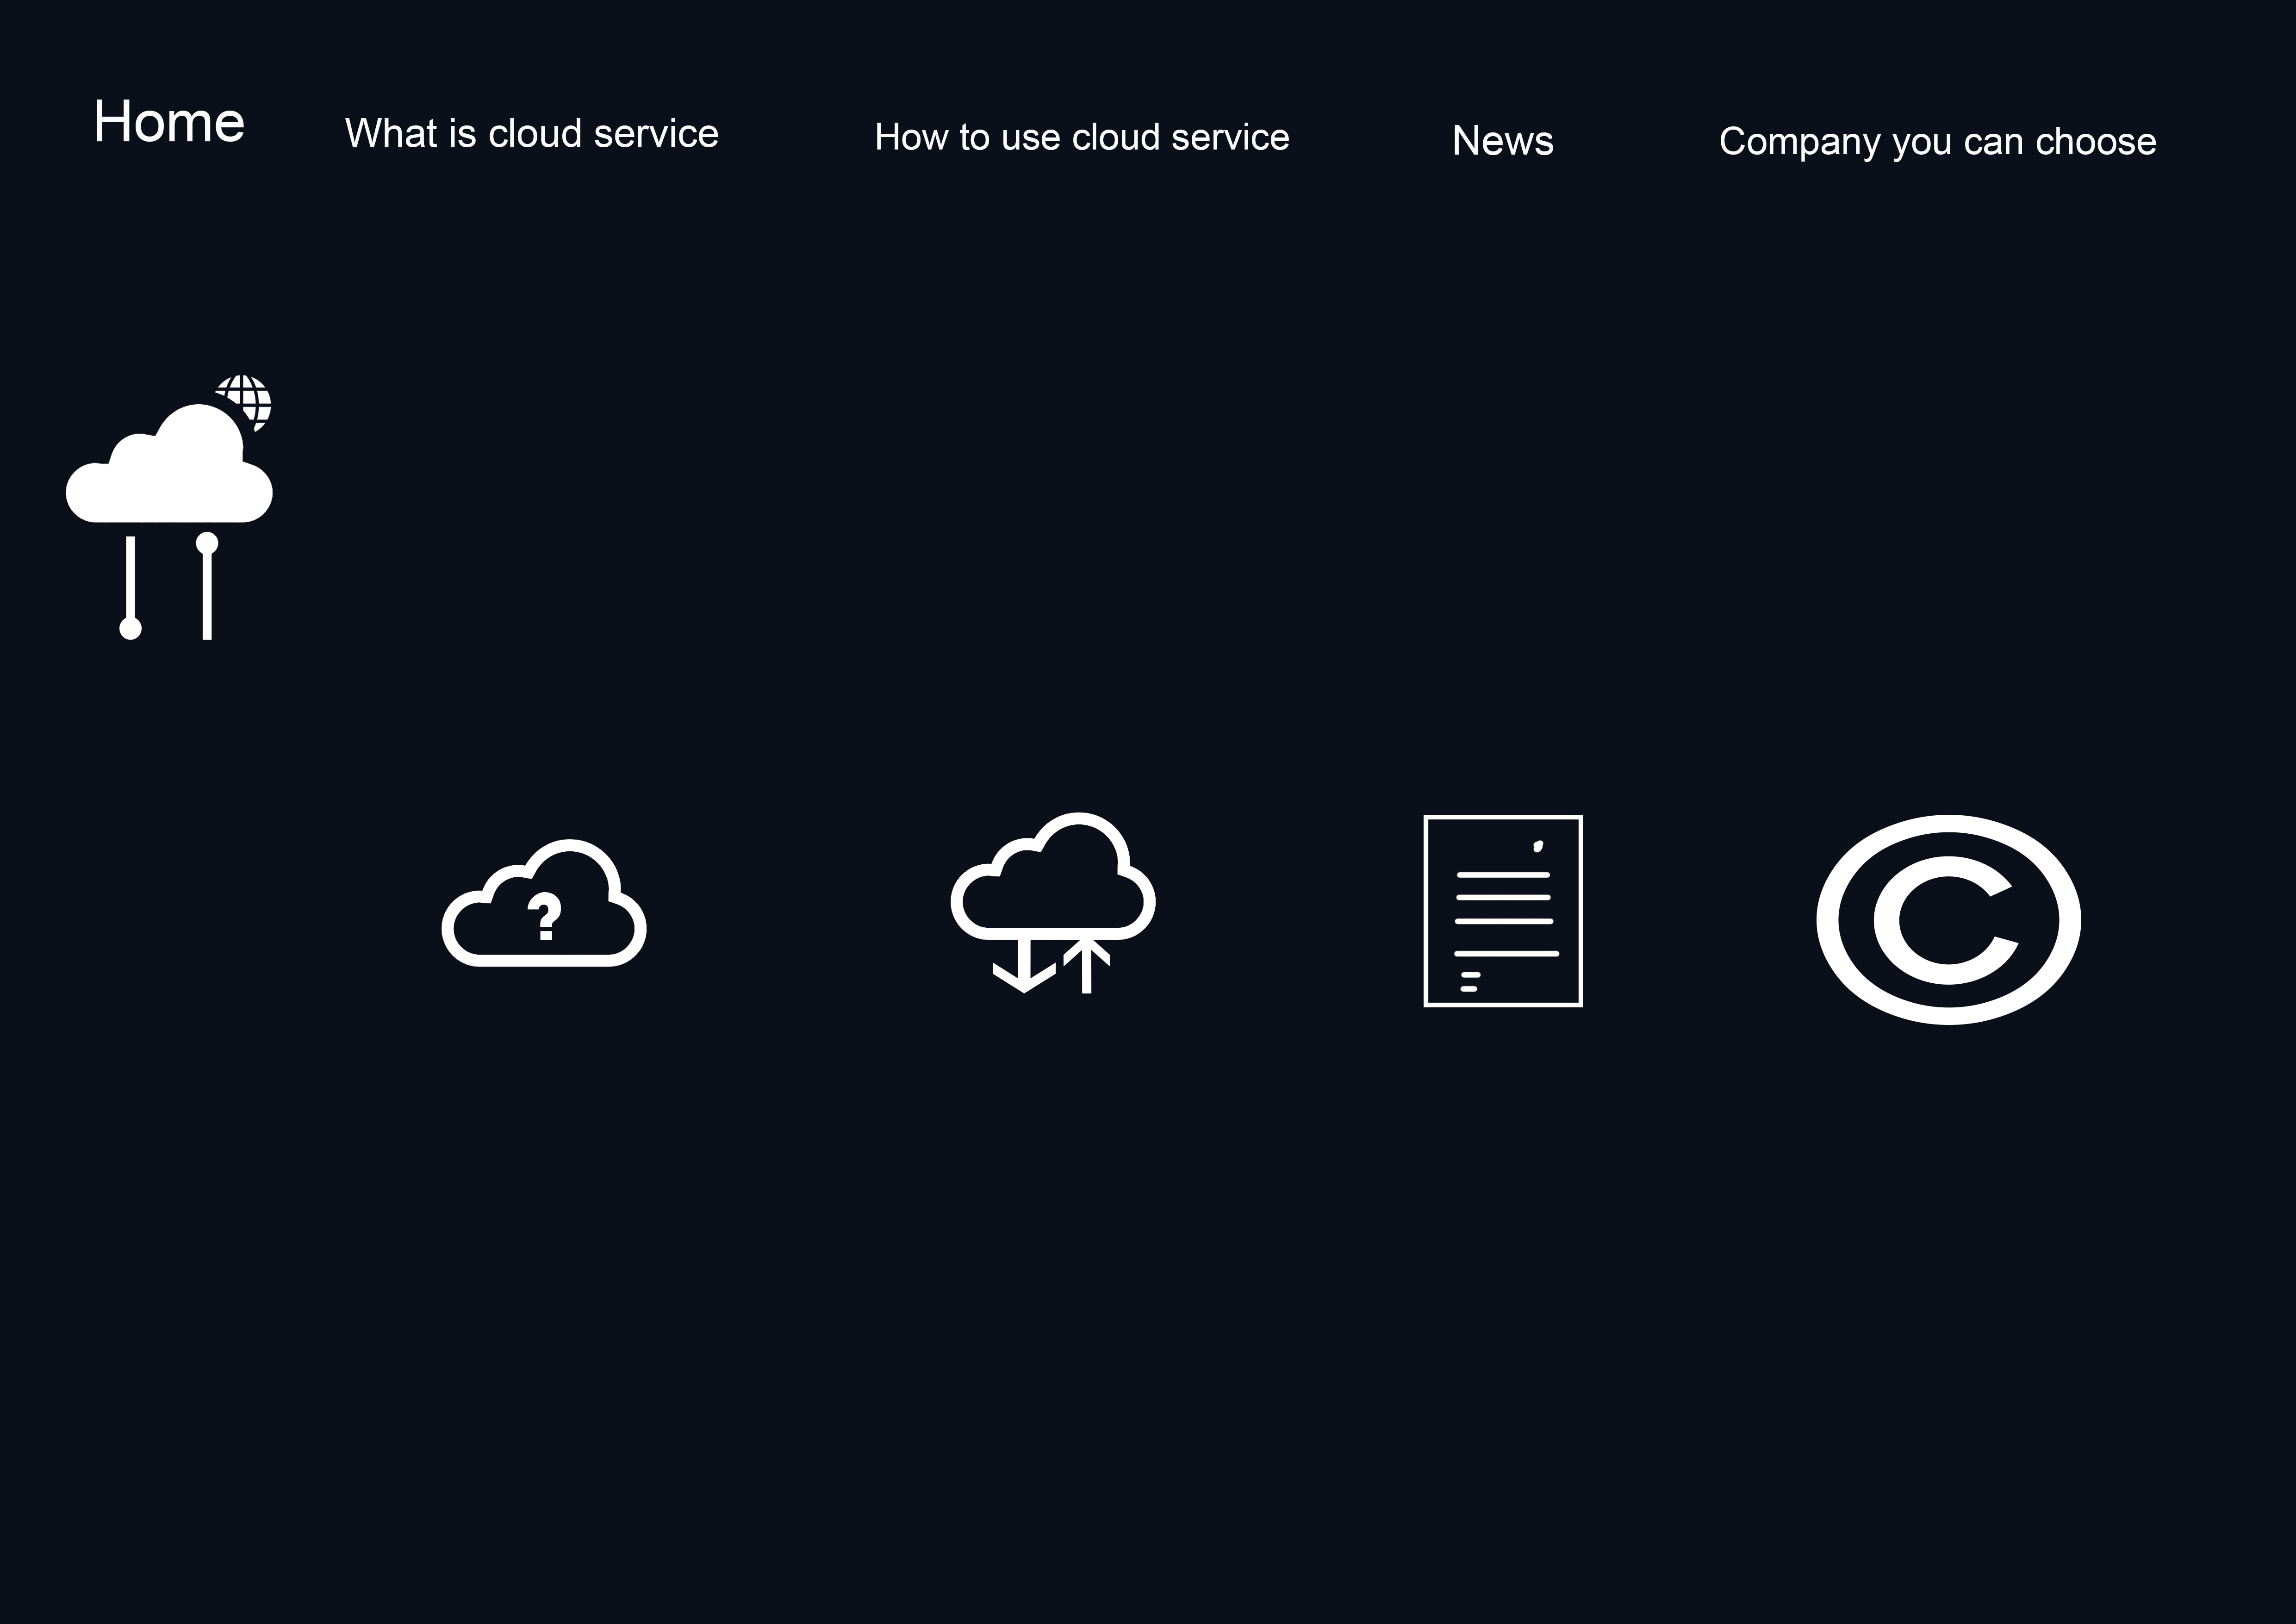 Home
What is cloud service
How to use cloud service
News
Company you can choose
?
©